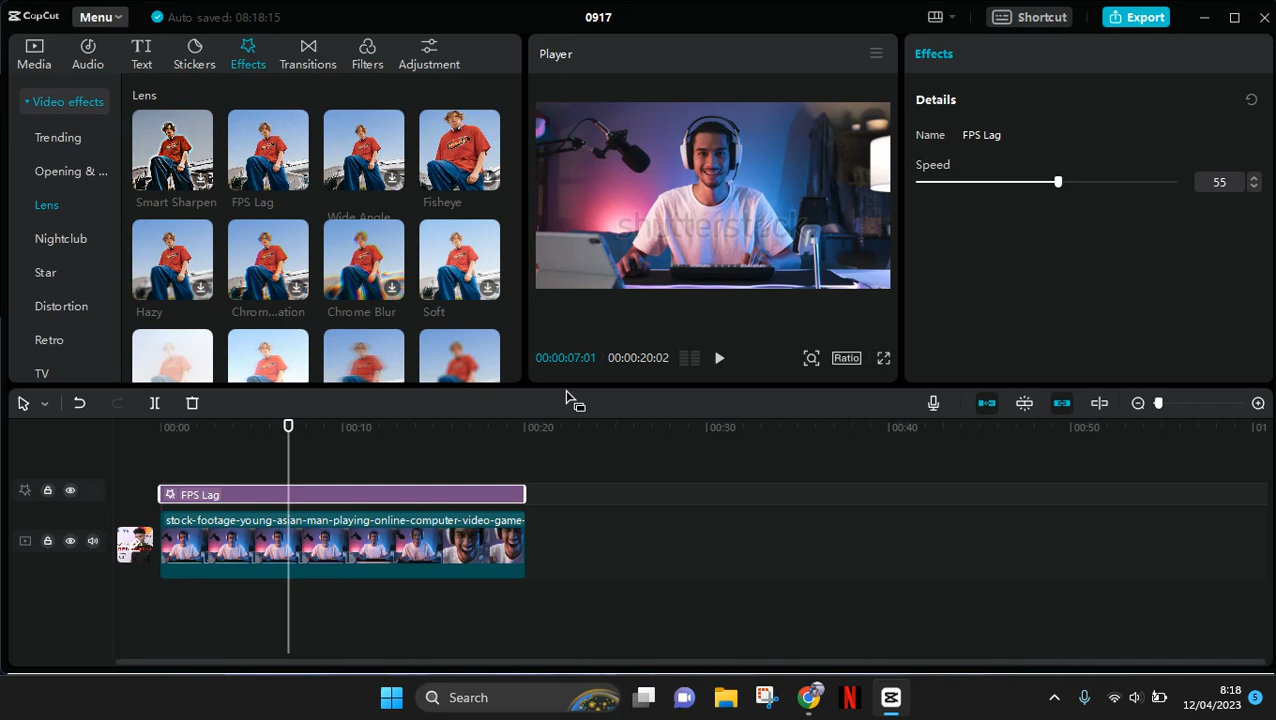 CapCut
Menu
Auto saved: 08:18:15
0917
Shortcut
Export
Media
Audio
Text
Stickers
Effects
Transitions
Filters
Adjustment
Video effects
Trending
Opening & ...
Lens
Nightclub
Star
Distortion
Retro
TV
Lens
Smart Sharpen
FPS Lag
Wide Angle
Fisheye
Hazy
Chrom...ation
Chrome Blur
Soft
Player
shutterstock
00:00:07:01
00:00:20:02
Ratio
Effects
Details
Name FPS Lag
Speed
55
00:00
00:10
00:20
00:30
00:40
00:50
01
FPS Lag
stock-footage-young-asian-man-playing-online-computer-video-game-
Search
8:18
12/04/2023